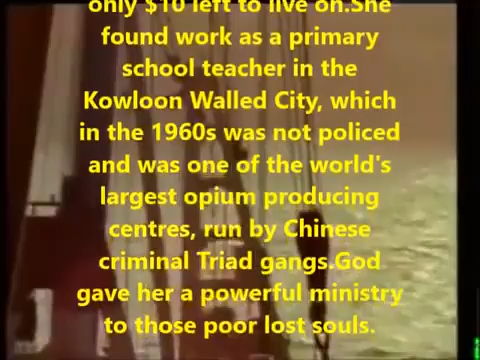 only $10 left to live on.She
found work as a primary
school teacher in the
Kowloon Walled City, which
in the 1960s was not policed
and was one of the world's
largest opium producing
centres, run by Chinese
criminal Triad gangs.God
gave her a powerful ministry
to those poor lost souls.